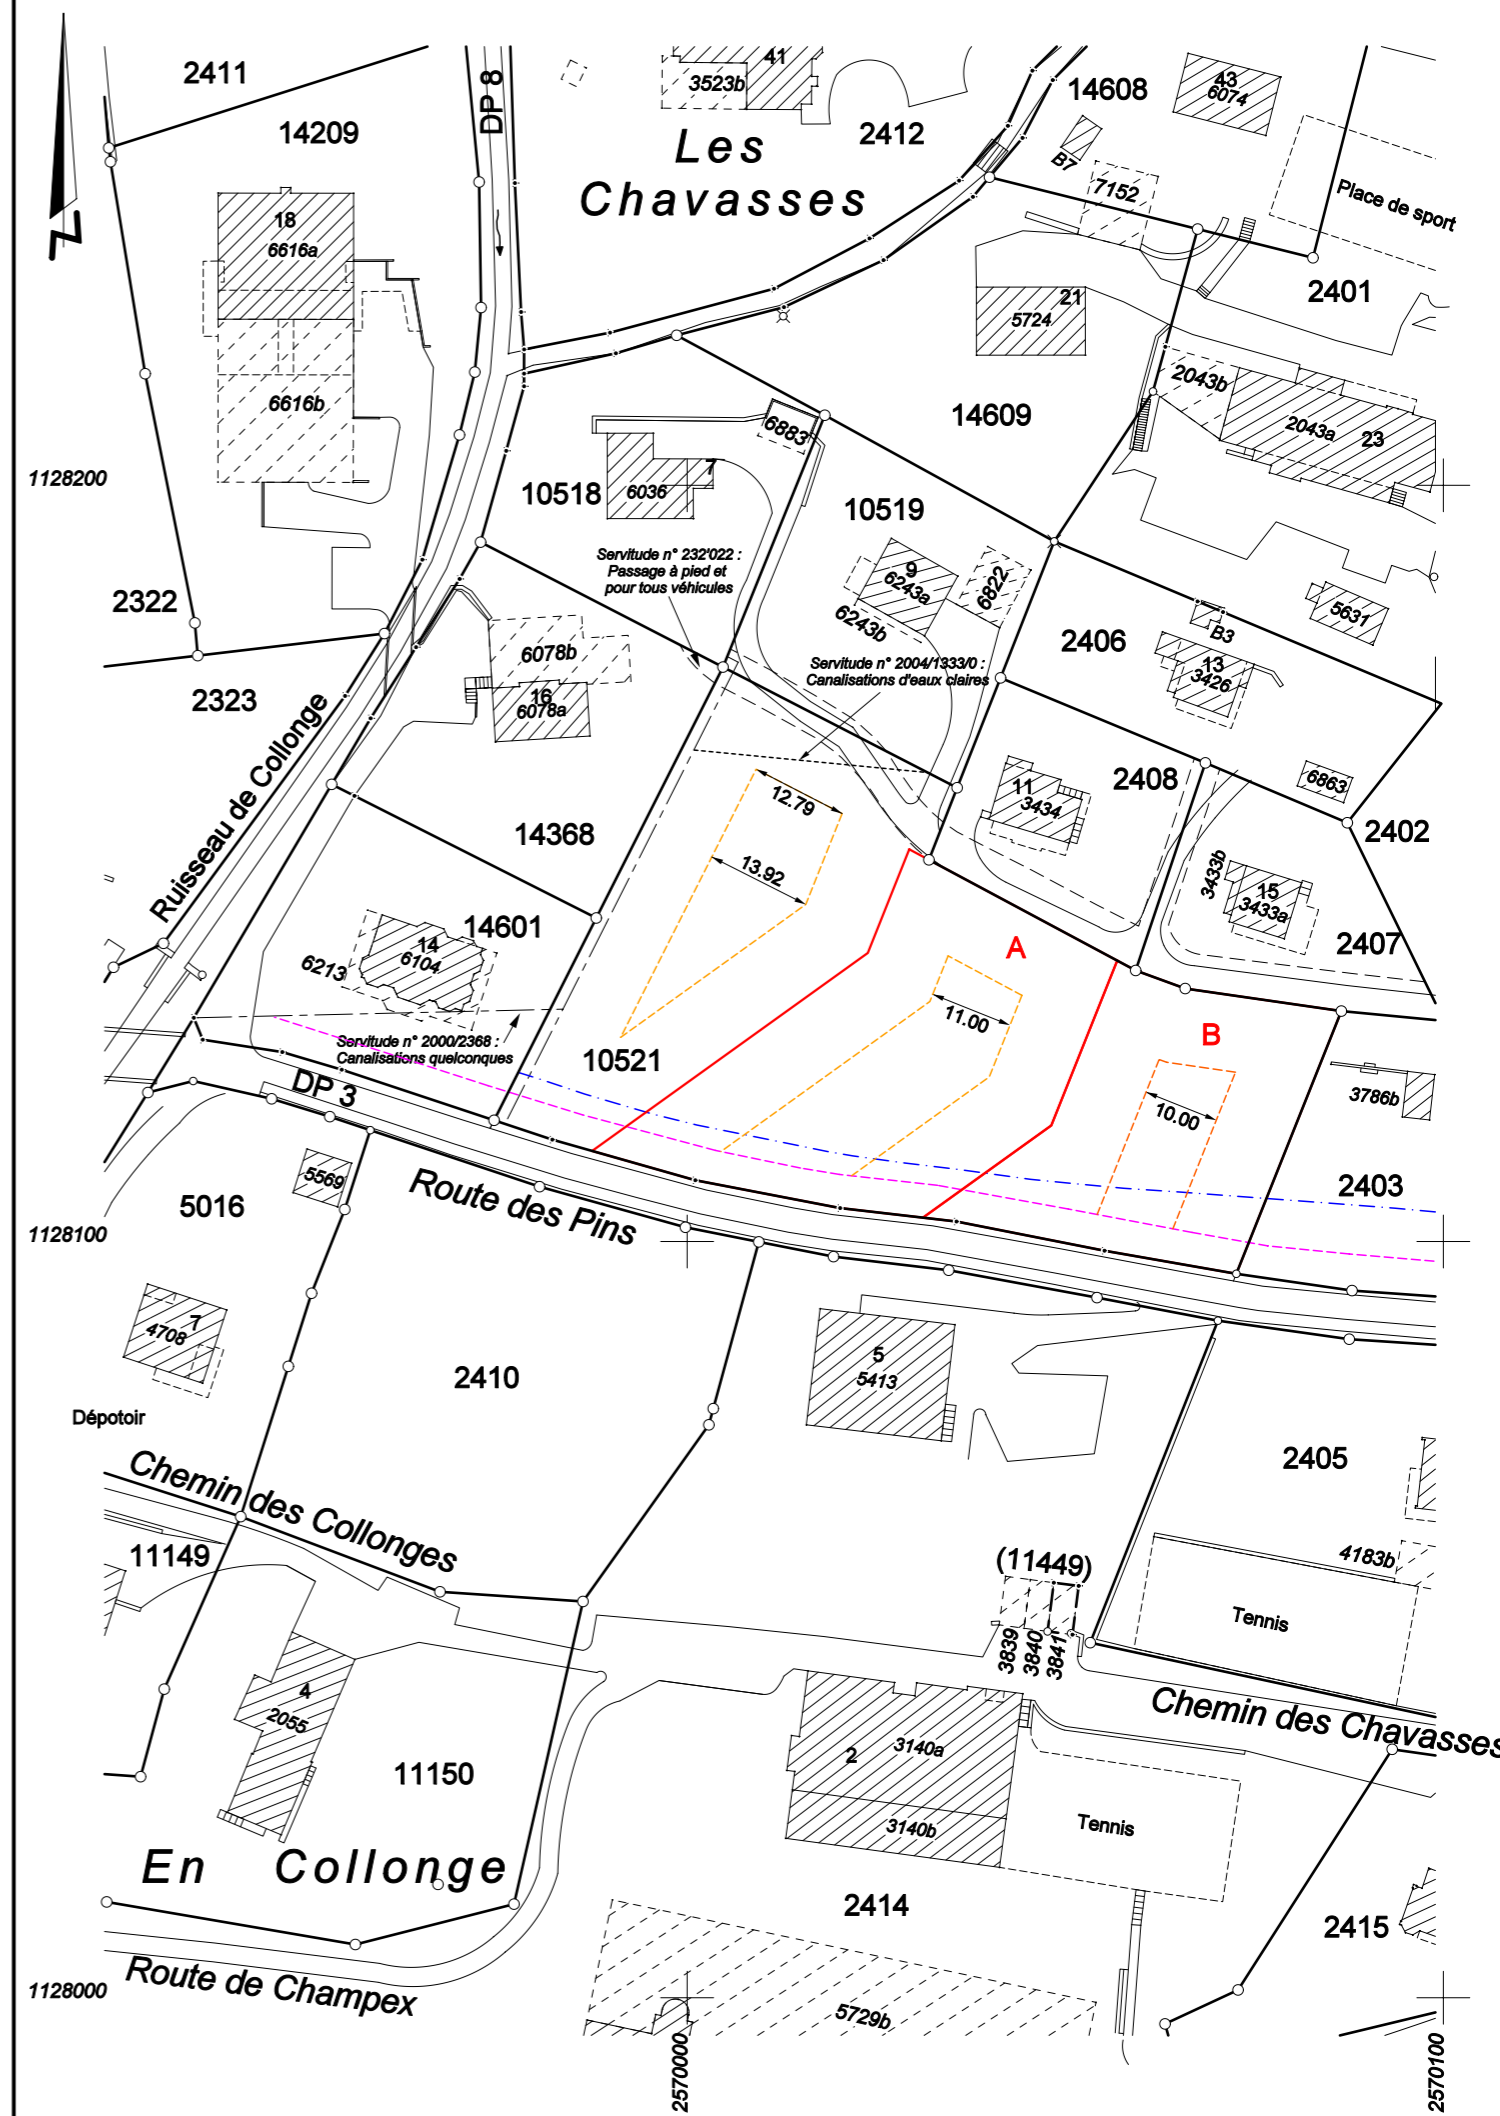 2411
14209
DP 8
41
3523b
Les
Chavasses
2412
14608
43
6074
B7
7152
Place de sport
2401
18
6616a
6616b
21
5724
14609
2043b
2043a
23
1128200
6883
7
6036
10518
10519
Servitude n° 232'022 :
Passage à pied et
pour tous véhicules
9
6243a
6243b
6822
2322
2323
6078b
16
6078a
Servitude n° 2004/1333/0 :
Canalisations d'eaux claires
2406
B3
5631
13
3426
Ruisseau de Collonge
12.79
13.92
14368
11
3434
2408
6863
2402
3433b
15
3433a
2407
14601
14
6104
6213
A
11.00
B
Servitude n° 2000/2368 :
Canalisations quelconques
10521
10.00
DP 3
3786b
2403
5569
5016
Route des Pins
1128100
7
4708
2410
5
5413
Dépotoir
Chemin des Collonges
2405
11149
(11449)
3839
3840
3841
4183b
Tennis
4
2055
Chemin des Chavasses
2
3140a
3140b
11150
Tennis
En Collonge
2414
2415
Route de Champex
1128000
5729b
2570000
2570100